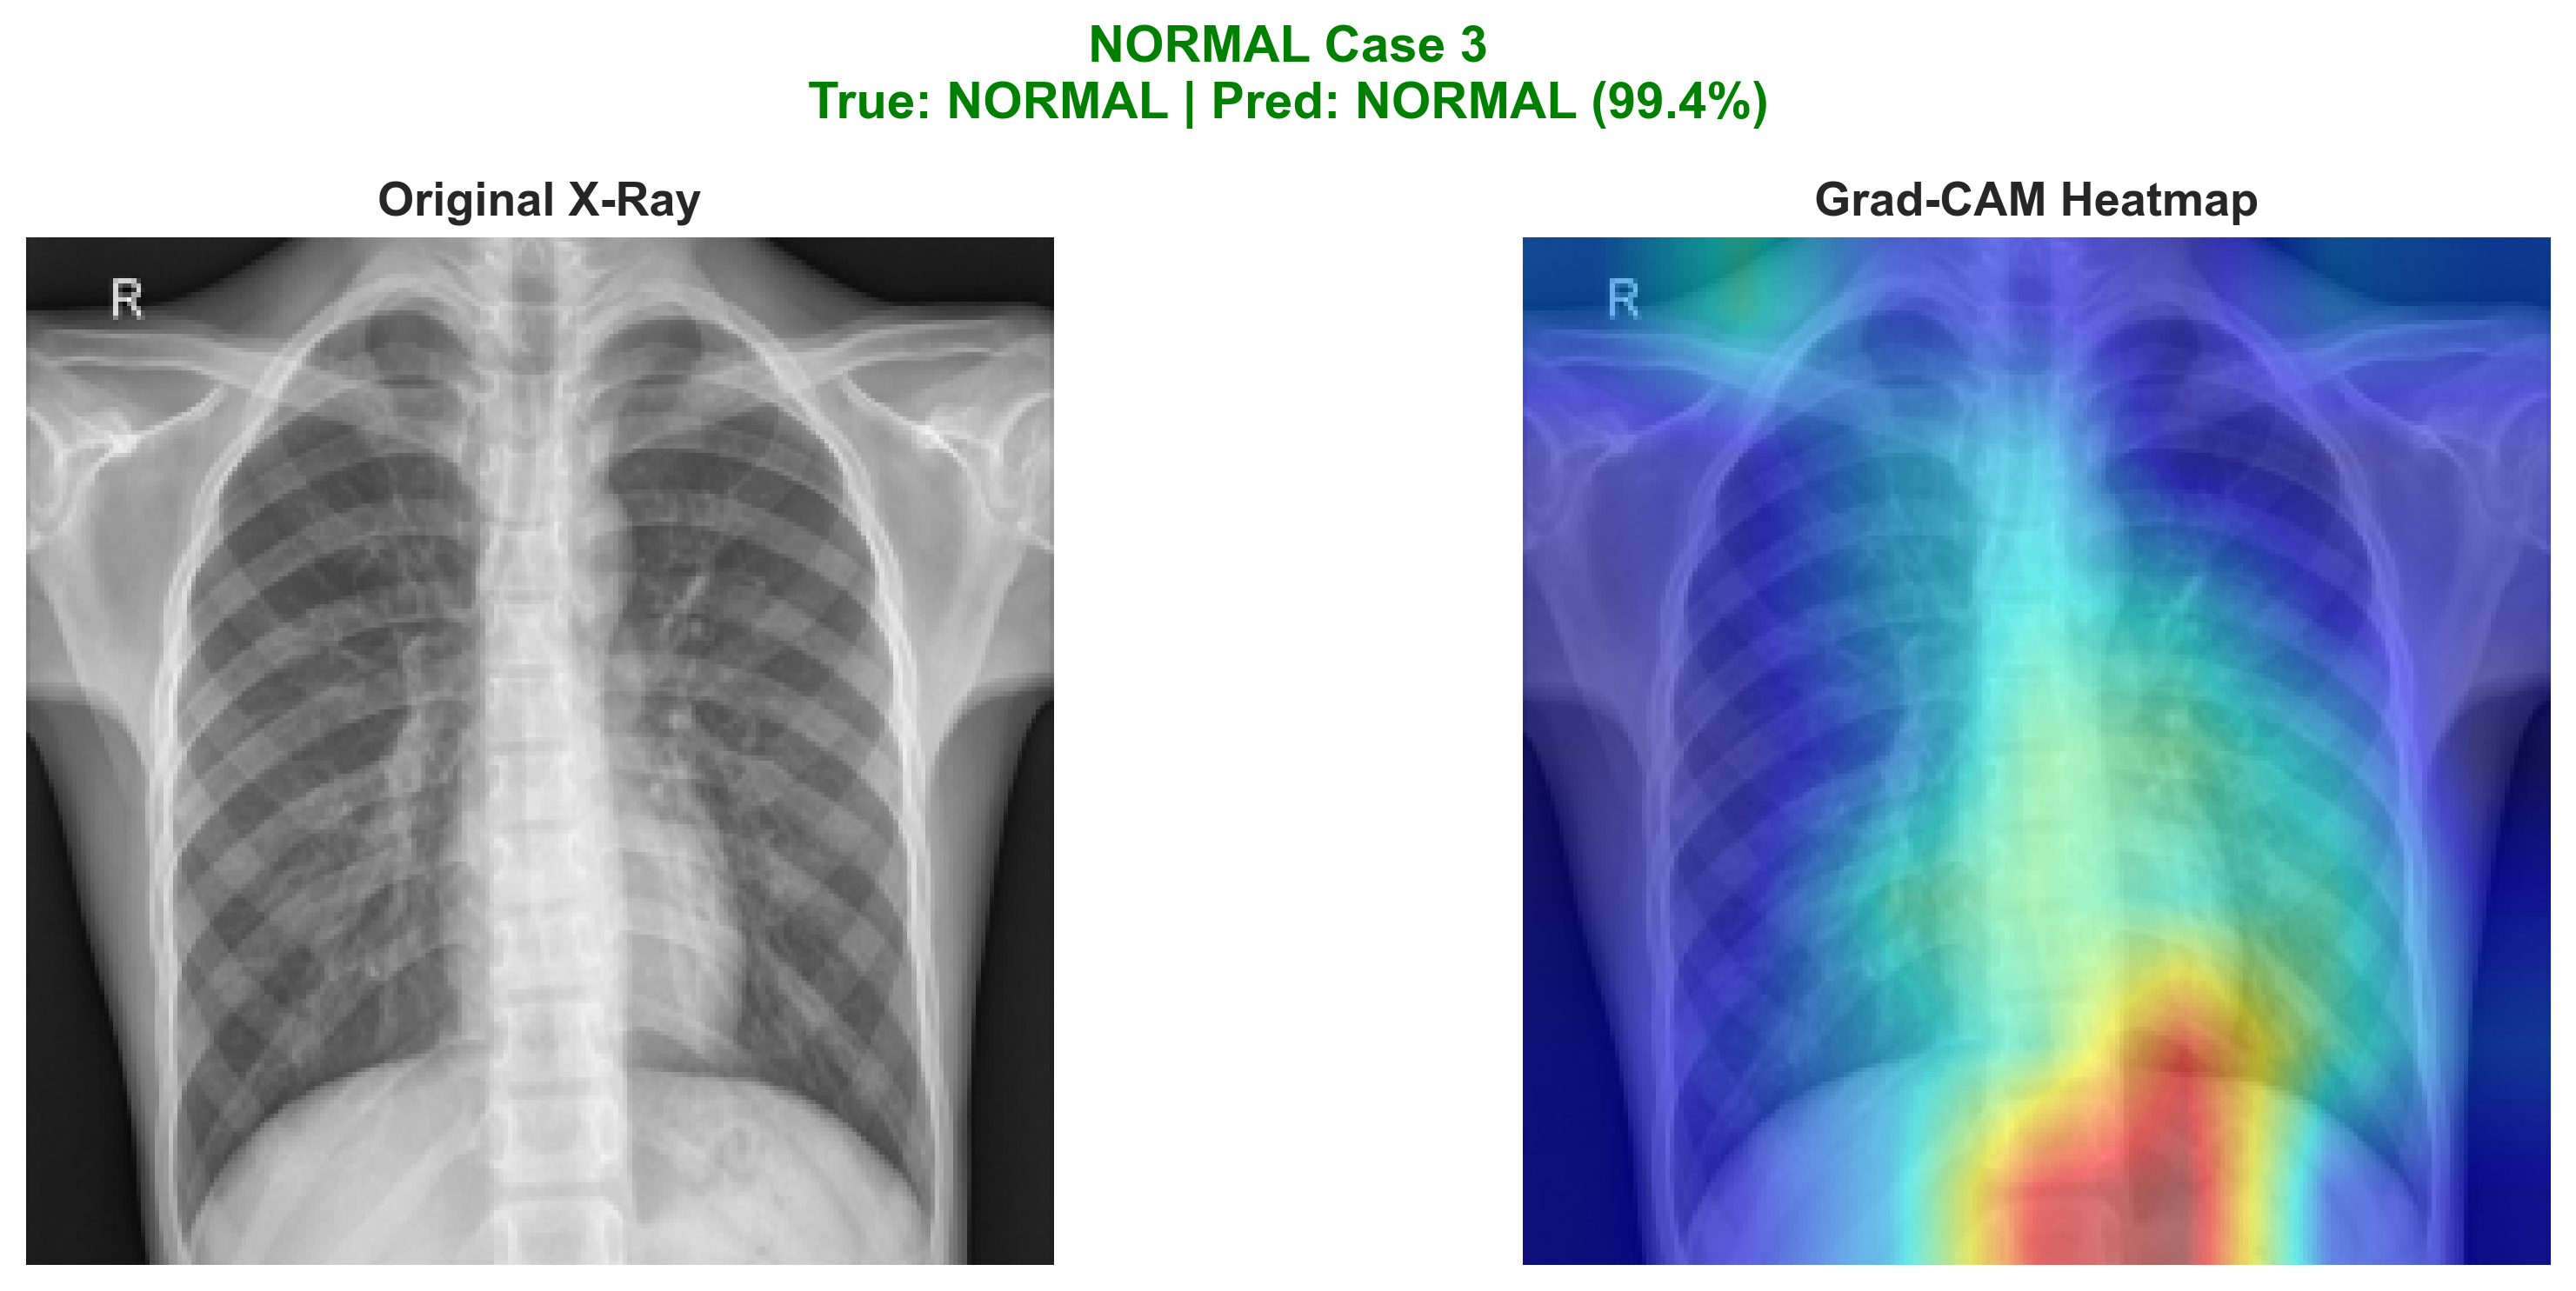 NORMAL Case 3
True: NORMAL | Pred: NORMAL (99.4%)
Original X-Ray
Grad-CAM Heatmap
R
R